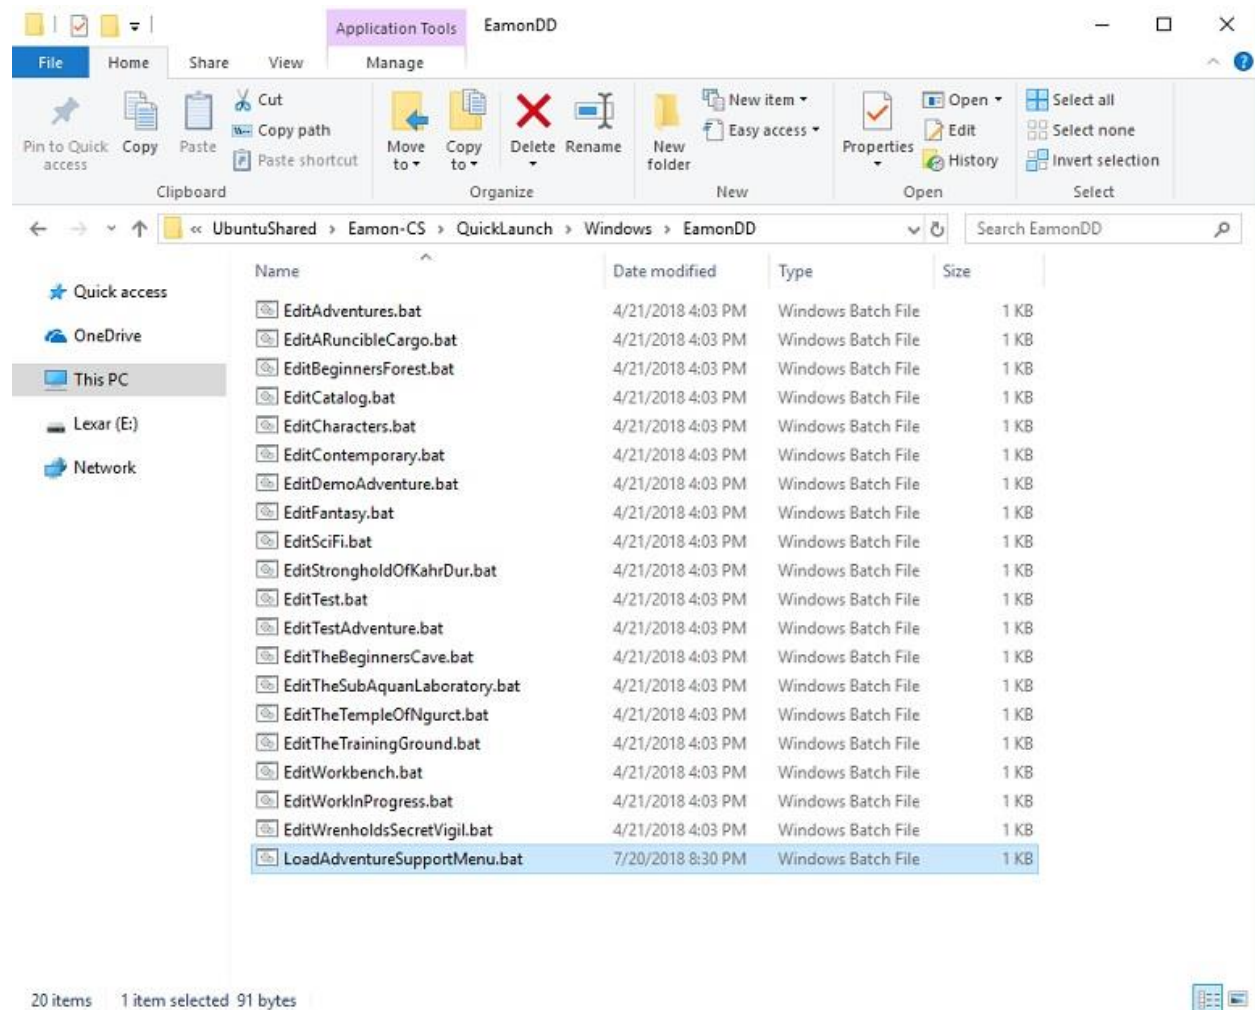 Application Tools EamonDD
File Home Share View Manage
Pin to Quick access
Copy
Paste
Cut
Copy path
Paste shortcut
Move to
Copy to
Delete
Rename
New folder
New item
Easy access
Properties
Open
Edit
History
Select all
Select none
Invert selection
Clipboard Organize New Open Select
« UbuntuShared › Eamon-CS › QuickLaunch › Windows › EamonDD Search EamonDD
Quick access
OneDrive
This PC
Lexar (E:)
Network
Name Date modified Type Size
EditAdventures.bat 4/21/2018 4:03 PM Windows Batch File 1 KB
EditARuncibleCargo.bat 4/21/2018 4:03 PM Windows Batch File 1 KB
EditBeginnersForest.bat 4/21/2018 4:03 PM Windows Batch File 1 KB
EditCatalog.bat 4/21/2018 4:03 PM Windows Batch File 1 KB
EditCharacters.bat 4/21/2018 4:03 PM Windows Batch File 1 KB
EditContemporary.bat 4/21/2018 4:03 PM Windows Batch File 1 KB
EditDemoAdventure.bat 4/21/2018 4:03 PM Windows Batch File 1 KB
EditFantasy.bat 4/21/2018 4:03 PM Windows Batch File 1 KB
EditSciFi.bat 4/21/2018 4:03 PM Windows Batch File 1 KB
EditStrongholdOfKahrDur.bat 4/21/2018 4:03 PM Windows Batch File 1 KB
EditTest.bat 4/21/2018 4:03 PM Windows Batch File 1 KB
EditTestAdventure.bat 4/21/2018 4:03 PM Windows Batch File 1 KB
EditTheBeginnersCave.bat 4/21/2018 4:03 PM Windows Batch File 1 KB
EditTheSubAquanLaboratory.bat 4/21/2018 4:03 PM Windows Batch File 1 KB
EditTheTempleOfNgurct.bat 4/21/2018 4:03 PM Windows Batch File 1 KB
EditTheTrainingGround.bat 4/21/2018 4:03 PM Windows Batch File 1 KB
EditWorkbench.bat 4/21/2018 4:03 PM Windows Batch File 1 KB
EditWorkInProgress.bat 4/21/2018 4:03 PM Windows Batch File 1 KB
EditWrenholdsSecretVigil.bat 4/21/2018 4:03 PM Windows Batch File 1 KB
LoadAdventureSupportMenu.bat 7/20/2018 8:30 PM Windows Batch File 1 KB
20 items 1 item selected 91 bytes